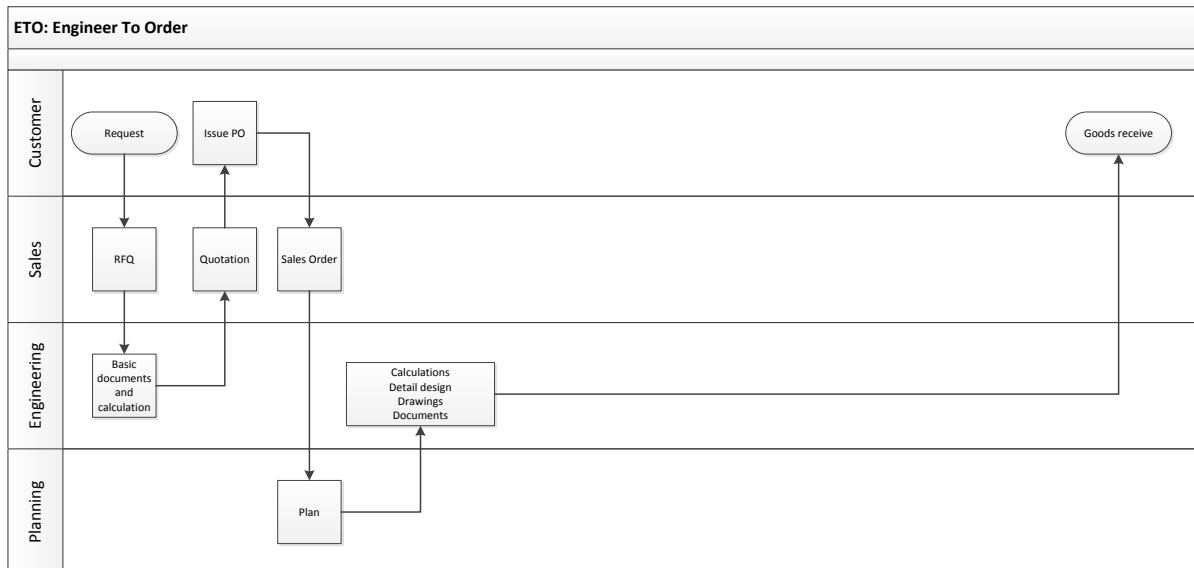 ETO: Engineer To Order
Customer
Request
Issue PO
Goods receive
Sales
RFQ
Quotation
Sales Order
Engineering
Basic
documents
and
calculation
Calculations
Detail design
Drawings
Documents
Planning
Plan